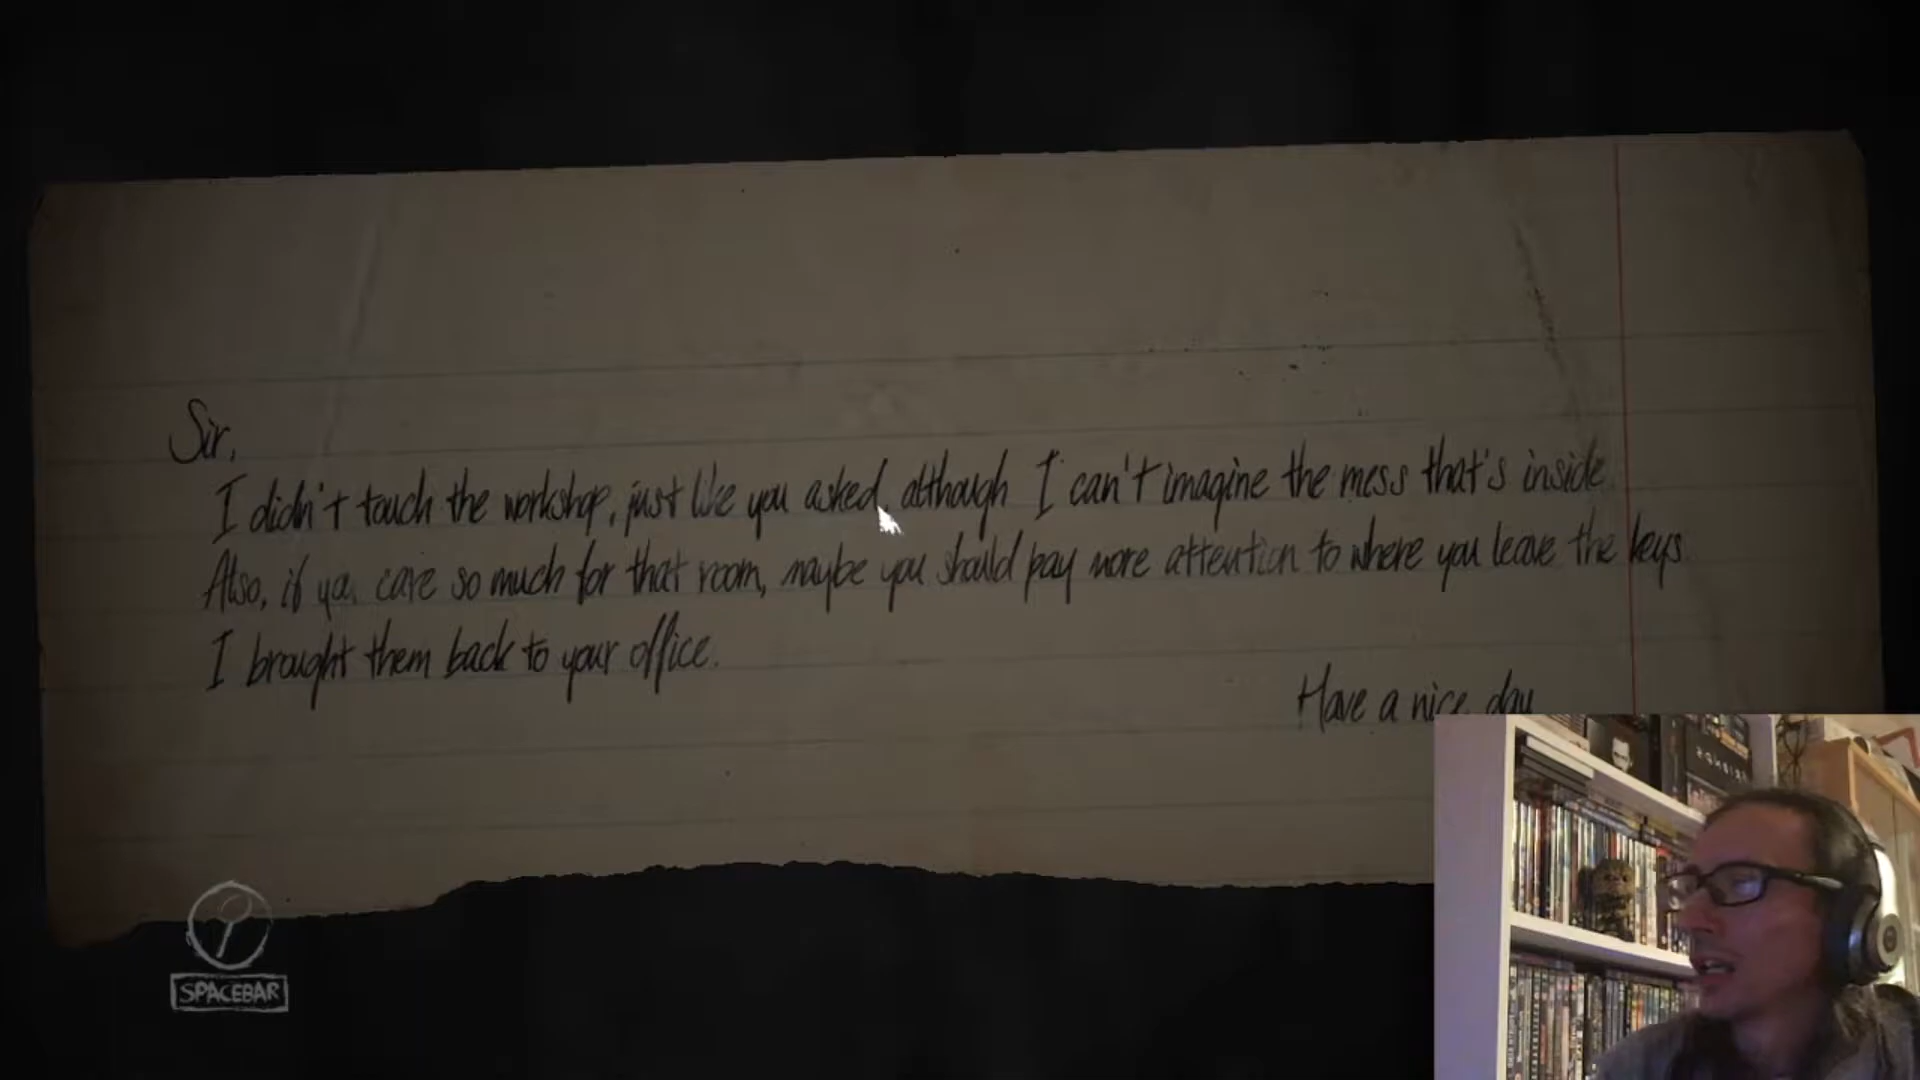 Sir,
I didn't touch the workshop, just like you asked, although I can't imagine the mess that's inside.
Also, if you care so much for that room, maybe you should pay more attention to where you leave the keys.
I brought them back to your office.
Have a nice day
SPACEBAR